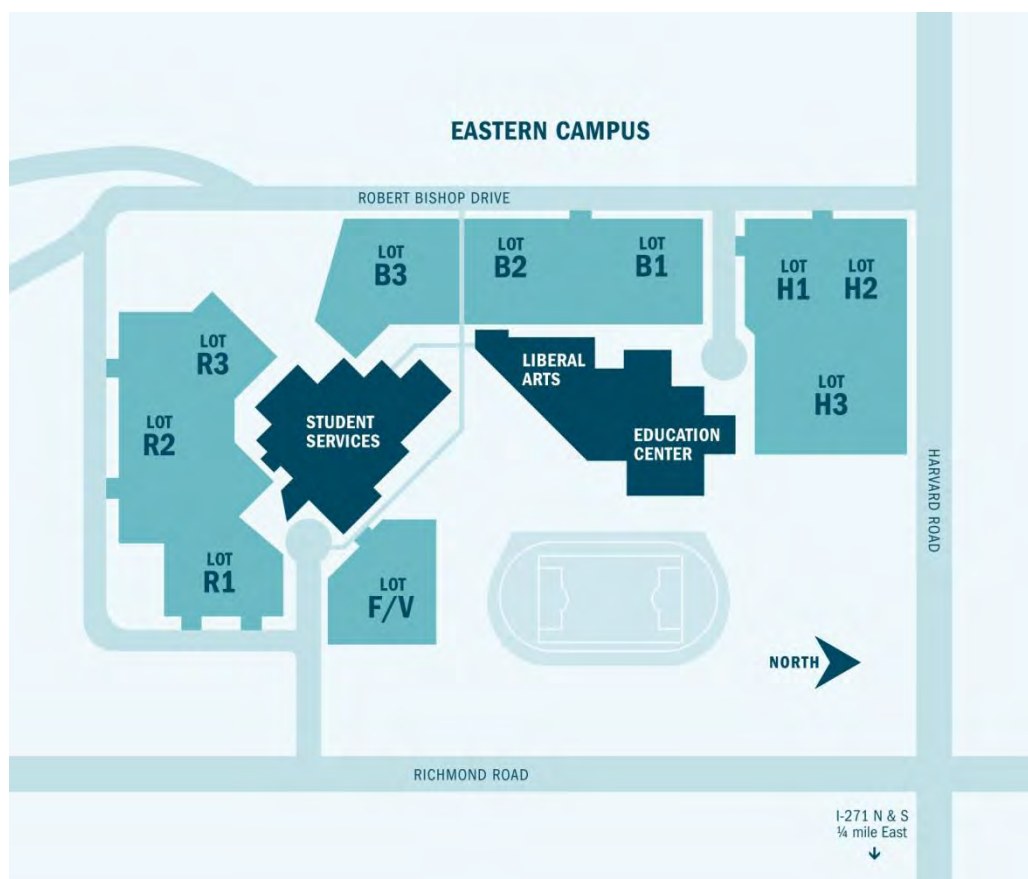 EASTERN CAMPUS
ROBERT BISHOP DRIVE
LOT
B3
LOT
B2
LOT
B1
LOT
H1
LOT
H2
LOT
R3
LIBERAL
ARTS
LOT
H3
LOT
R2
STUDENT
SERVICES
EDUCATION
CENTER
HARVARD ROAD
LOT
R1
LOT
F/V
NORTH
RICHMOND ROAD
I-271 N & S
¼ mile East